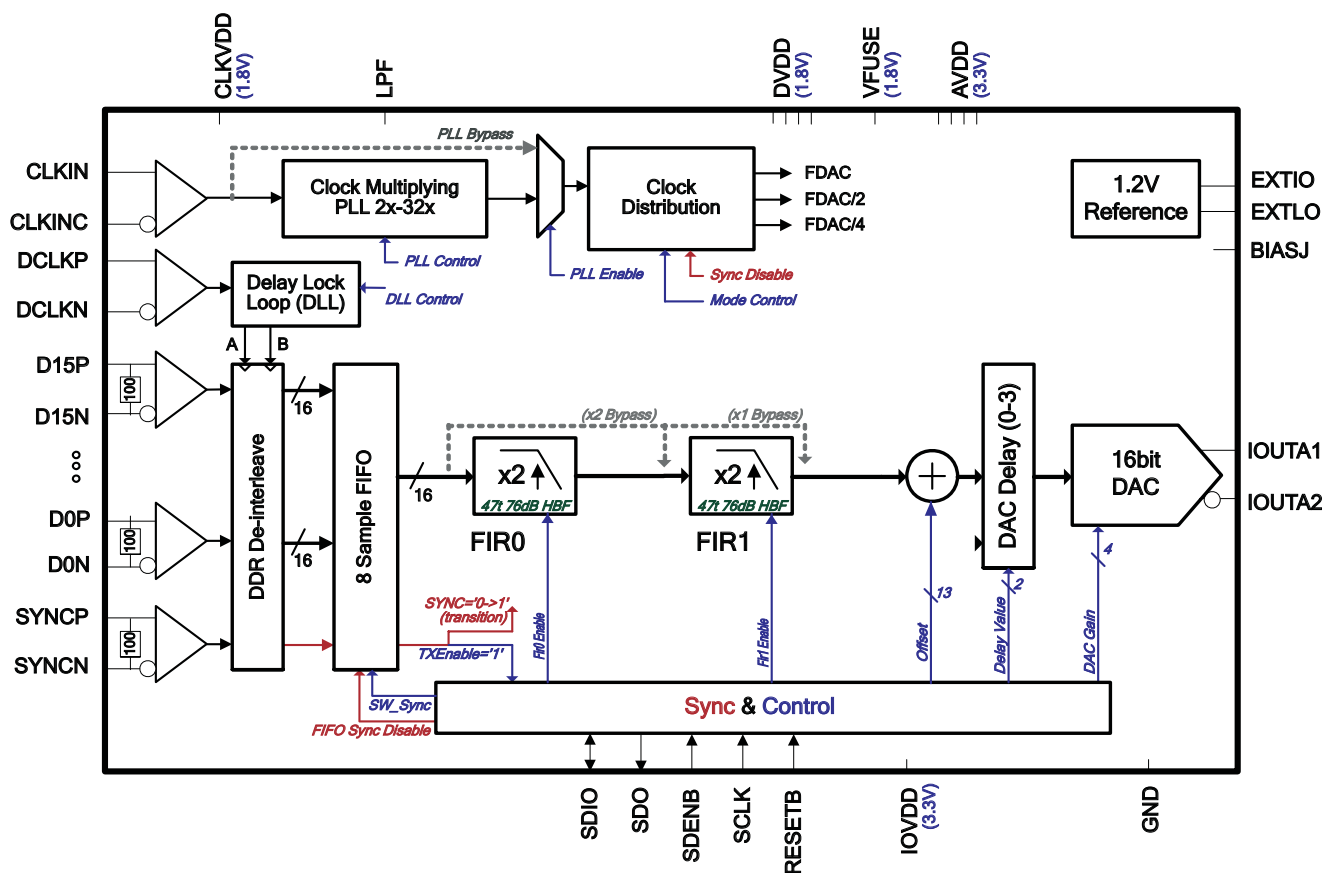 CLKVDD
(1.8V)
LPF
DVDD
(1.8V)
VFUSE
(1.8V)
AVDD
(3.3V)
CLKIN
CLKINC
PLL Bypass
Clock Multiplying
PLL 2x-32x
Clock
Distribution
FDAC
FDAC/2
FDAC/4
1.2V
Reference
EXTIO
EXTLO
BIASJ
PLL Control
PLL Enable
Sync Disable
Mode Control
DCLKP
DCLKN
Delay Lock
Loop (DLL)
DLL Control
A
B
D15P
100
D15N
D0P
100
D0N
SYNCP
100
SYNCN
DDR De-interleave
16
16
8 Sample FIFO
16
(x2 Bypass)
(x1 Bypass)
x2
47t 76dB HBF
FIR0
x2
47t 76dB HBF
FIR1
DAC Delay (0-3)
16bit
DAC
IOUTA1
IOUTA2
SYNC='0->1'
(transition)
TXEnable='1'
SW_Sync
FIFO Sync Disable
Fir0 Enable
Fir1 Enable
Offset
13
Delay Value
2
DAC Gain
4
Sync & Control
SDIO
SDO
SDENB
SCLK
RESETB
IOVDD
(3.3V)
GND